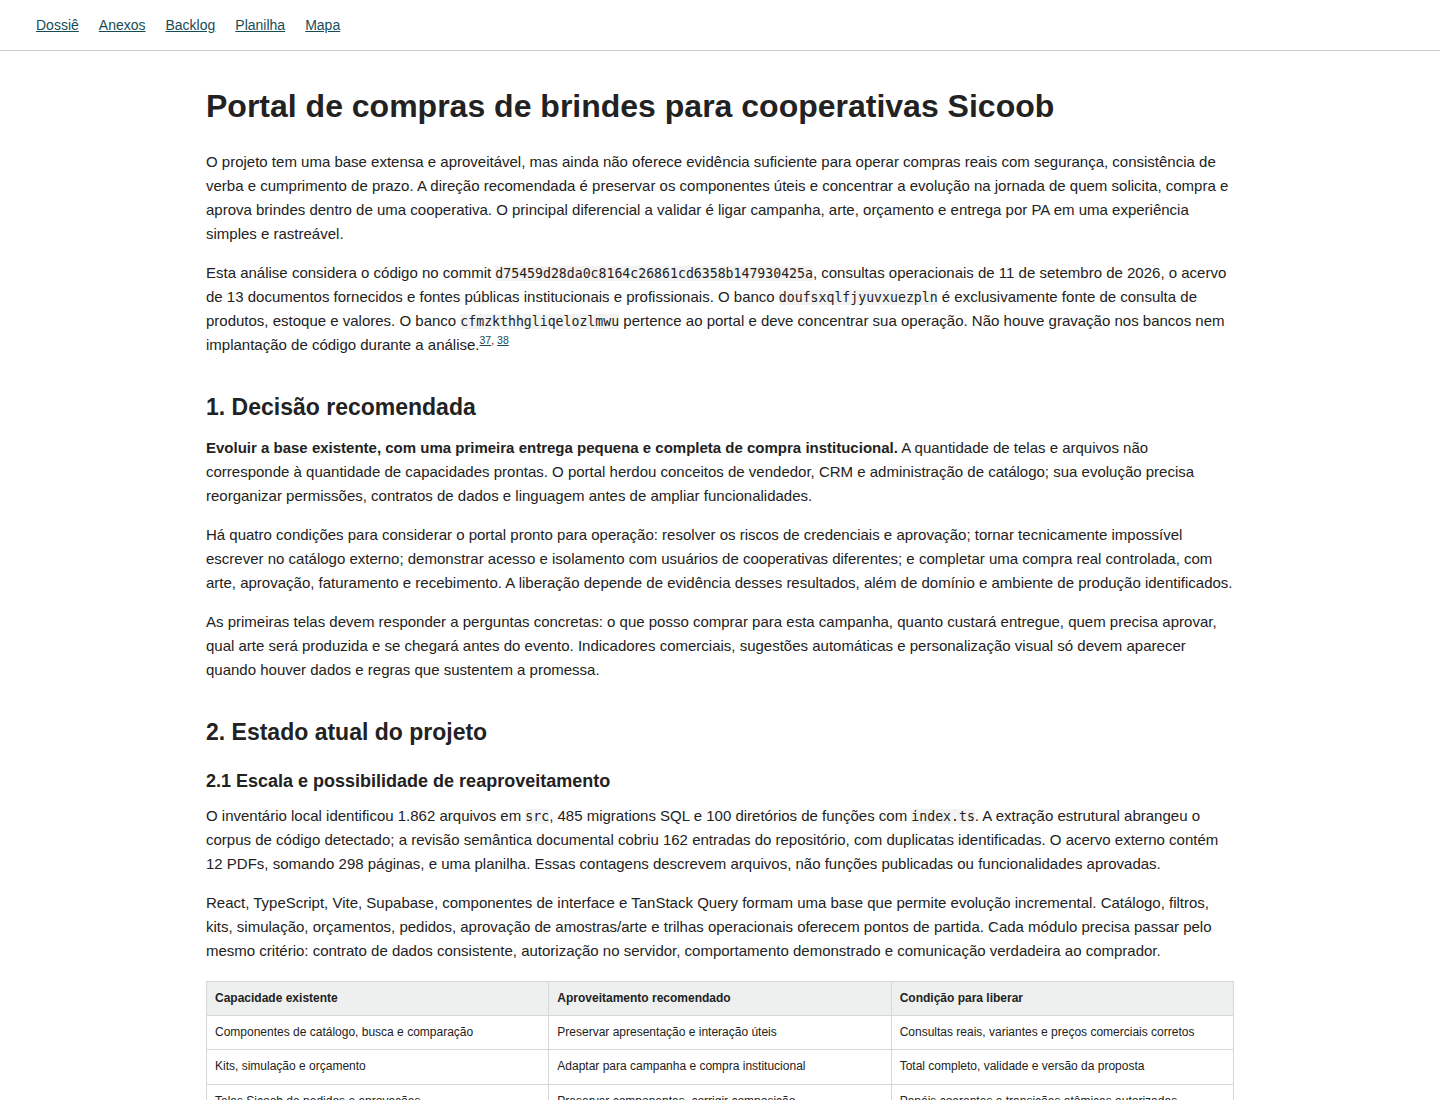 Dossiê Anexos Backlog Planilha Mapa
Portal de compras de brindes para cooperativas Sicoob
O projeto tem uma base extensa e aproveitável, mas ainda não oferece evidência suficiente para operar compras reais com segurança, consistência de
verba e cumprimento de prazo. A direção recomendada é preservar os componentes úteis e concentrar a evolução na jornada de quem solicita, compra e
aprova brindes dentro de uma cooperativa. O principal diferencial a validar é ligar campanha, arte, orçamento e entrega por PA em uma experiência
simples e rastreável.
Esta análise considera o código no commit d75459d28da0c8164c26861cd6358b147930425a, consultas operacionais de 11 de setembro de 2026, o acervo
de 13 documentos fornecidos e fontes públicas institucionais e profissionais. O banco doufsxqlfjyuvxuezpln é exclusivamente fonte de consulta de
produtos, estoque e valores. O banco cfmzkthhgliqelozlmwu pertence ao portal e deve concentrar sua operação. Não houve gravação nos bancos nem
implantação de código durante a análise.37, 38
1. Decisão recomendada
Evoluir a base existente, com uma primeira entrega pequena e completa de compra institucional. A quantidade de telas e arquivos não
corresponde à quantidade de capacidades prontas. O portal herdou conceitos de vendedor, CRM e administração de catálogo; sua evolução precisa
reorganizar permissões, contratos de dados e linguagem antes de ampliar funcionalidades.
Há quatro condições para considerar o portal pronto para operação: resolver os riscos de credenciais e aprovação; tornar tecnicamente impossível
escrever no catálogo externo; demonstrar acesso e isolamento com usuários de cooperativas diferentes; e completar uma compra real controlada, com
arte, aprovação, faturamento e recebimento. A liberação depende de evidência desses resultados, além de domínio e ambiente de produção identificados.
As primeiras telas devem responder a perguntas concretas: o que posso comprar para esta campanha, quanto custará entregue, quem precisa aprovar,
qual arte será produzida e se chegará antes do evento. Indicadores comerciais, sugestões automáticas e personalização visual só devem aparecer
quando houver dados e regras que sustentem a promessa.
2. Estado atual do projeto
2.1 Escala e possibilidade de reaproveitamento
O inventário local identificou 1.862 arquivos em src, 485 migrations SQL e 100 diretórios de funções com index.ts. A extração estrutural abrangeu o
corpus de código detectado; a revisão semântica documental cobriu 162 entradas do repositório, com duplicatas identificadas. O acervo externo contém
12 PDFs, somando 298 páginas, e uma planilha. Essas contagens descrevem arquivos, não funções publicadas ou funcionalidades aprovadas.
React, TypeScript, Vite, Supabase, componentes de interface e TanStack Query formam uma base que permite evolução incremental. Catálogo, filtros,
kits, simulação, orçamentos, pedidos, aprovação de amostras/arte e trilhas operacionais oferecem pontos de partida. Cada módulo precisa passar pelo
mesmo critério: contrato de dados consistente, autorização no servidor, comportamento demonstrado e comunicação verdadeira ao comprador.
Capacidade existente Aproveitamento recomendado Condição para liberar
Componentes de catálogo, busca e comparação Preservar apresentação e interação úteis Consultas reais, variantes e preços comerciais corretos
Kits, simulação e orçamento Adaptar para campanha e compra institucional Total completo, validade e versão da proposta
Telas Sicoob de pedidos e aprovações Preservar componentes, corrigir composição Papéis coerentes e transições atômicas autorizadas